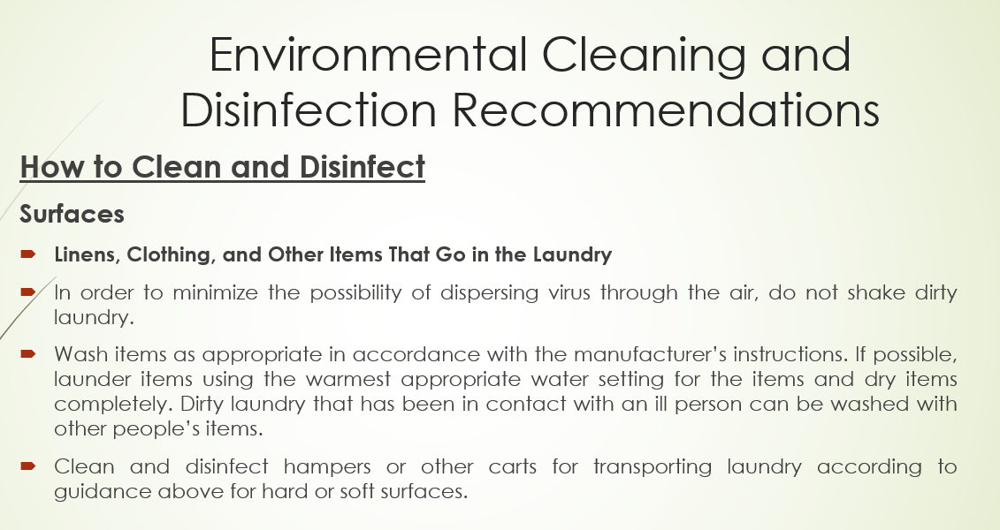 Environmental Cleaning and
Disinfection Recommendations
How to Clean and Disinfect
Surfaces
Linens, Clothing, and Other Items That Go in the Laundry
In order to minimize the possibility of dispersing virus through the air, do not shake dirty
laundry.
Wash items as appropriate in accordance with the manufacturer’s instructions. If possible,
launder items using the warmest appropriate water setting for the items and dry items
completely. Dirty laundry that has been in contact with an ill person can be washed with
other people’s items.
Clean and disinfect hampers or other carts for transporting laundry according to
guidance above for hard or soft surfaces.